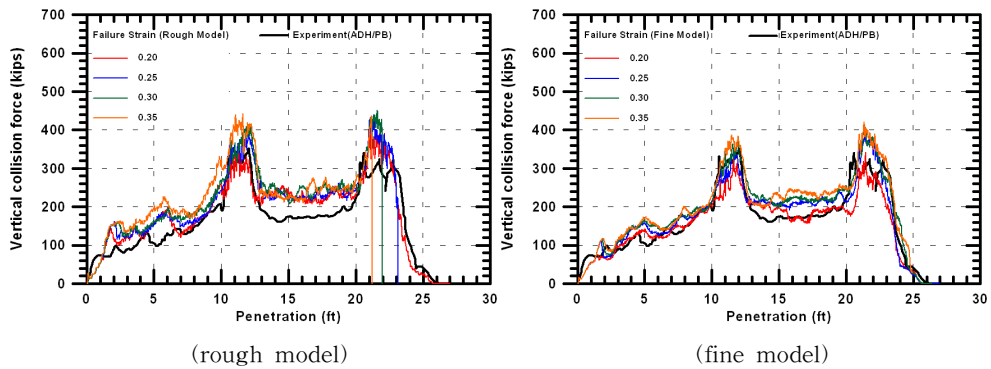 700
600
500
400
300
200
100
0
Vertical collision force (kips)
Failure Strain (Rough Model)
0.20
0.25
0.30
0.35
Experiment(ADH/PB)
0 5 10 15 20 25 30
Penetration (ft)
(rough model)
700
600
500
400
300
200
100
0
Vertical collision force (kips)
Failure Strain (Fine Model)
0.20
0.25
0.30
0.35
Experiment(ADH/PB)
0 5 10 15 20 25 30
Penetration (ft)
(fine model)